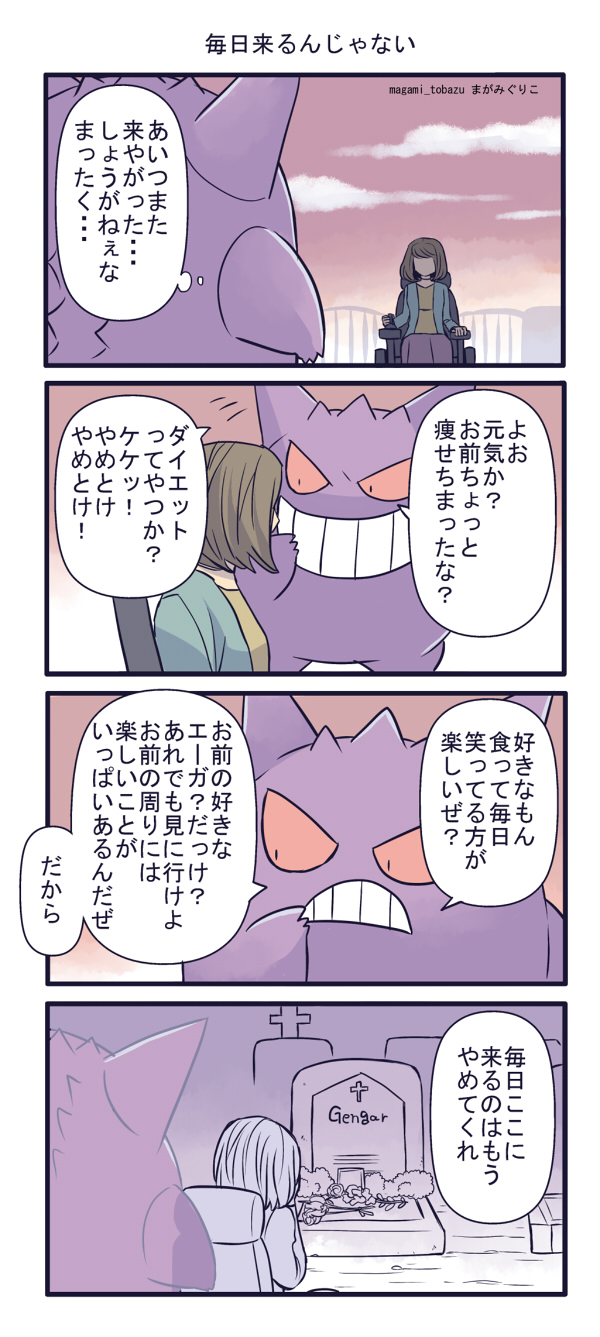 毎日来るんじゃない
magami_tobazu まがみぐりこ
あいつまた
来やがった・・・
しょうがねぇな
まったく・・・
よお
元気か？
お前ちょっと
痩せちまったな？
ダイエット
ってやつか？
ケケッ！
やめとけ
やめとけ！
好きなもん
食って毎日
笑ってる方が
楽しいぜ？
お前の好きな
エーガ？だっけ？
あれでも見に行けよ
お前の周りには
楽しいことが
いっぱいあるんだぜ
だから
毎日ここに
来るのはもう
やめてくれ
Gengar